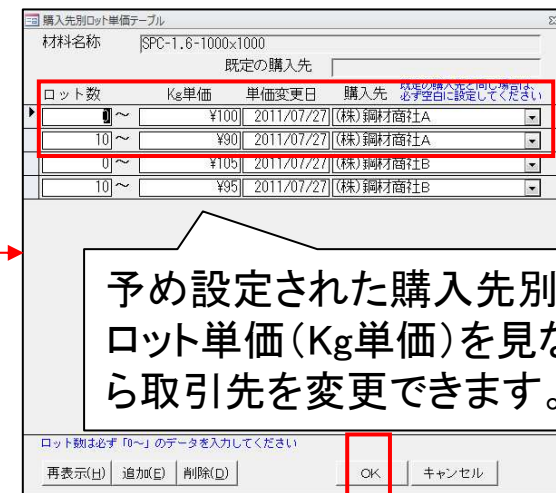 購入先別ロット単価テーブル
材料名称 SPC-1.6-1000x1000
既定の購入先
ロット数 Kg単価 単価変更日 購入先 既定の購入先と同じ場合は、
必ず空白に設定してください
0 ～ ¥100 2011/07/27 (株)鋼材商社A
10 ～ ¥90 2011/07/27 (株)鋼材商社A
0 ～ ¥105 2011/07/27 (株)鋼材商社B
10 ～ ¥95 2011/07/27 (株)鋼材商社B
予め設定された購入先別
ロット単価（Kg単価）を見な
ら取引先を変更できます。
ロット数は必ず「0～」のデータを入力してください
再表示(H) 追加(E) 削除(D) OK キャンセル